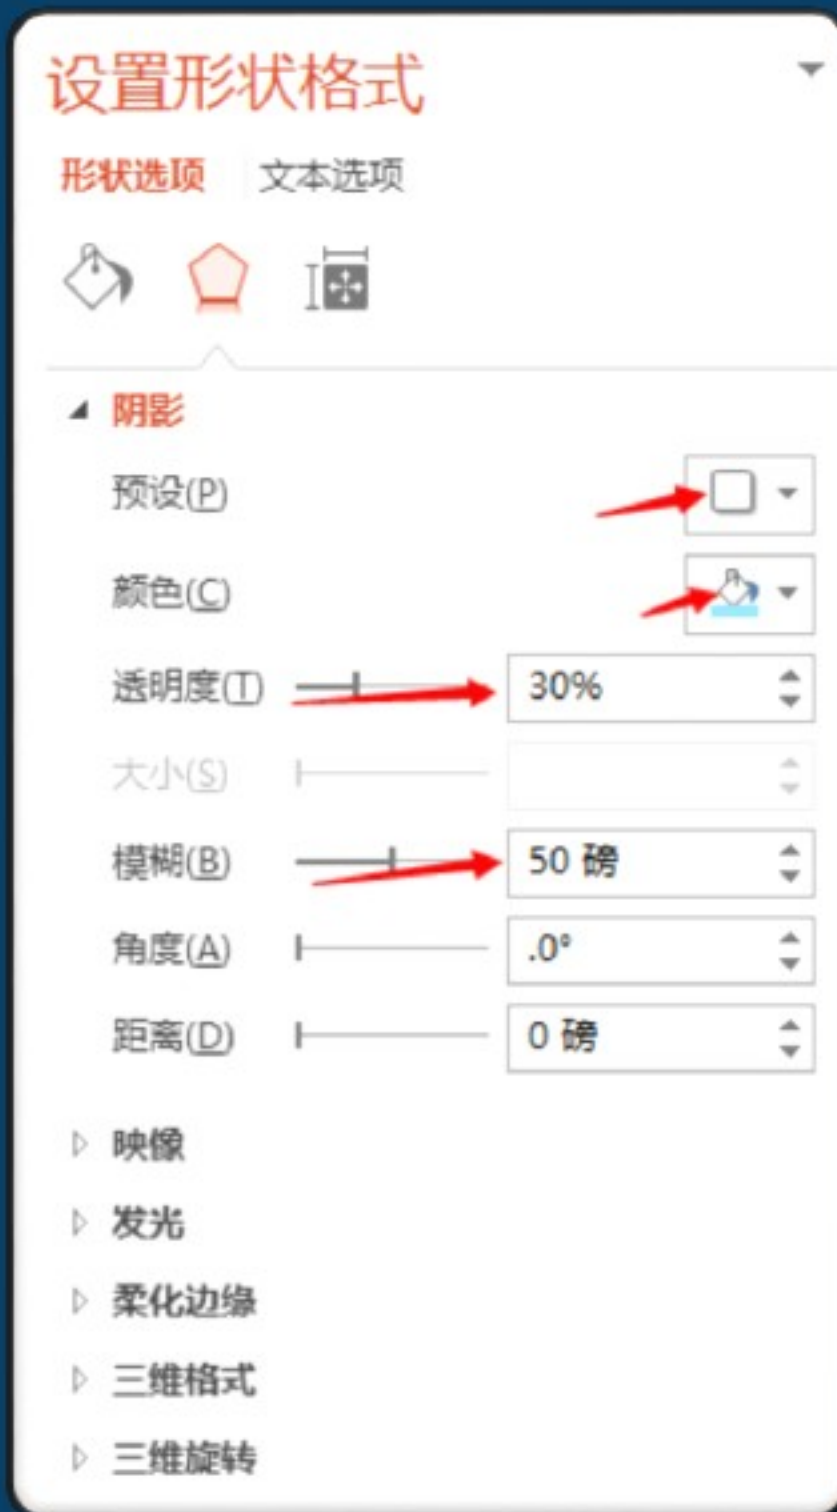 设置形状格式
形状选项 文本选项
阴影
预设(P)
颜色(C)
透明度(T) 30%
大小(S)
模糊(B) 50 磅
角度(A) .0°
距离(D) 0 磅
映像
发光
柔化边缘
三维格式
三维旋转